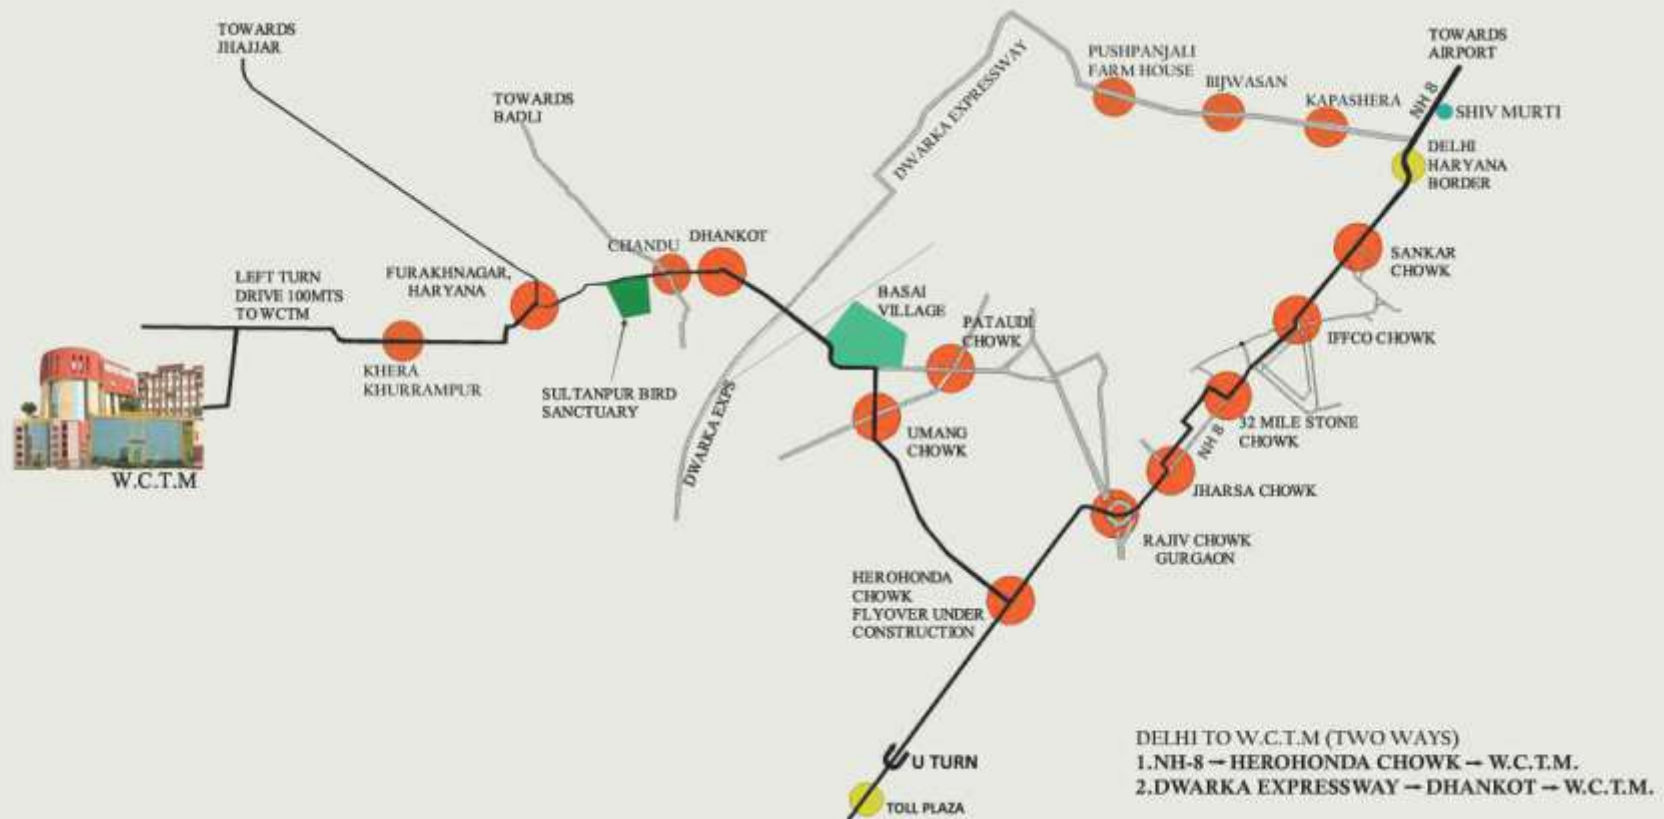 TOWARDS
JHAJJAR
TOWARDS
BADLI
DWARKA EXPRESSWAY
PUSHPANJALI
FARM HOUSE
BIJWASAN
KAPASHERA
TOWARDS
AIRPORT
NH 8
SHIV MURTI
DELHI
HARYANA
BORDER
SANKAR
CHOWK
IFFCO CHOWK
32 MILE STONE
CHOWK
NH 8
JHARSA CHOWK
RAJIV CHOWK
GURGAON
LEFT TURN
DRIVE 100MTS
TO WCTM
FURAKHNAGAR,
HARYANA
CHANDU
DHANKOT
BASAI
VILLAGE
PATAUDI
CHOWK
KHERA
KHURRAMPUR
SULTANPUR BIRD
SANCTUARY
DWARKA EXPS
UMANG
CHOWK
W.C.T.M
HEROHONDA
CHOWK
FLYOVER UNDER
CONSTRUCTION
U TURN
TOLL PLAZA
DELHI TO W.C.T.M (TWO WAYS)
1.NH-8 → HEROHONDA CHOWK → W.C.T.M.
2.DWARKA EXPRESSWAY → DHANKOT → W.C.T.M.